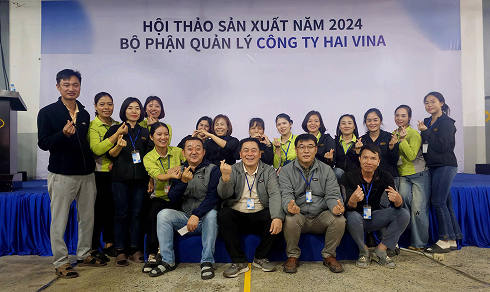 HỘI THẢO SẢN XUẤT NĂM 2024
BỘ PHẬN QUẢN LÝ CÔNG TY HAI VINA